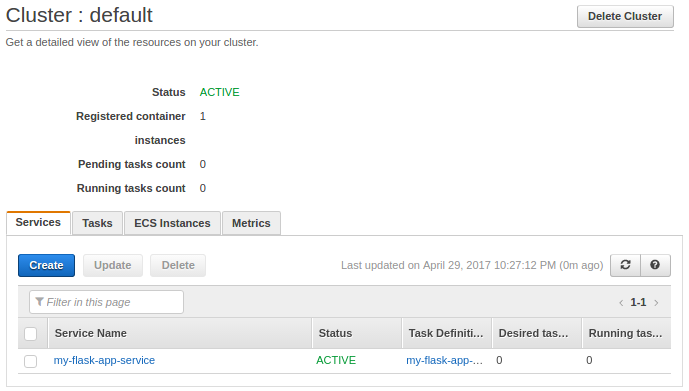 Cluster : default
Delete Cluster
Get a detailed view of the resources on your cluster.
Status ACTIVE
Registered container 1
instances
Pending tasks count 0
Running tasks count 0
Services Tasks ECS Instances Metrics
Create Update Delete Last updated on April 29, 2017 10:27:12 PM (0m ago)
Filter in this page 1-1
Service Name Status Task Definiti… Desired tas… Running tas…
my-flask-app-service ACTIVE my-flask-app-… 0 0